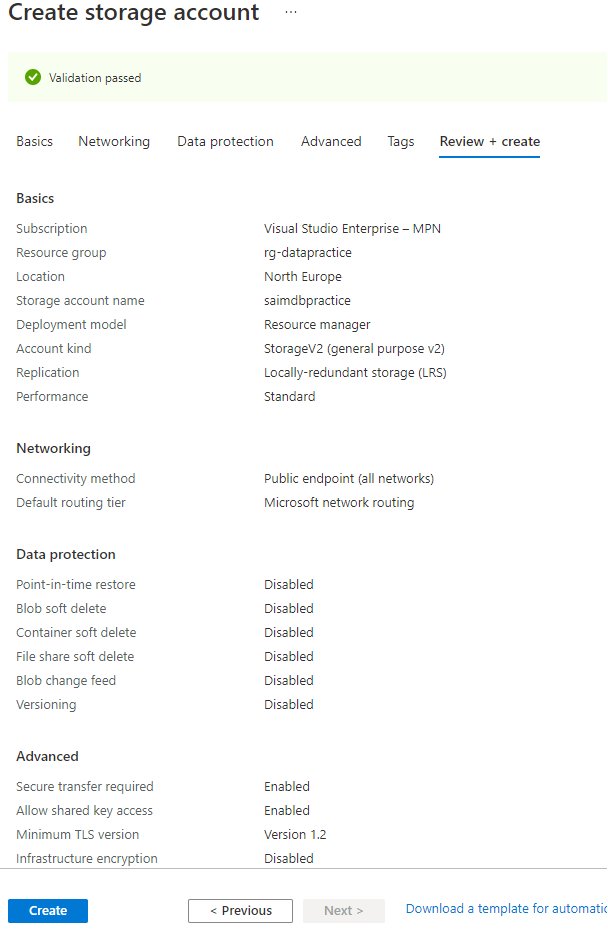 Create storage account ...
Validation passed
Basics Networking Data protection Advanced Tags Review + create
Basics
Subscription Visual Studio Enterprise – MPN
Resource group rg-datapractice
Location North Europe
Storage account name saimdbpractice
Deployment model Resource manager
Account kind StorageV2 (general purpose v2)
Replication Locally-redundant storage (LRS)
Performance Standard
Networking
Connectivity method Public endpoint (all networks)
Default routing tier Microsoft network routing
Data protection
Point-in-time restore Disabled
Blob soft delete Disabled
Container soft delete Disabled
File share soft delete Disabled
Blob change feed Disabled
Versioning Disabled
Advanced
Secure transfer required Enabled
Allow shared key access Enabled
Minimum TLS version Version 1.2
Infrastructure encryption Disabled
Create < Previous Next > Download a template for automatic